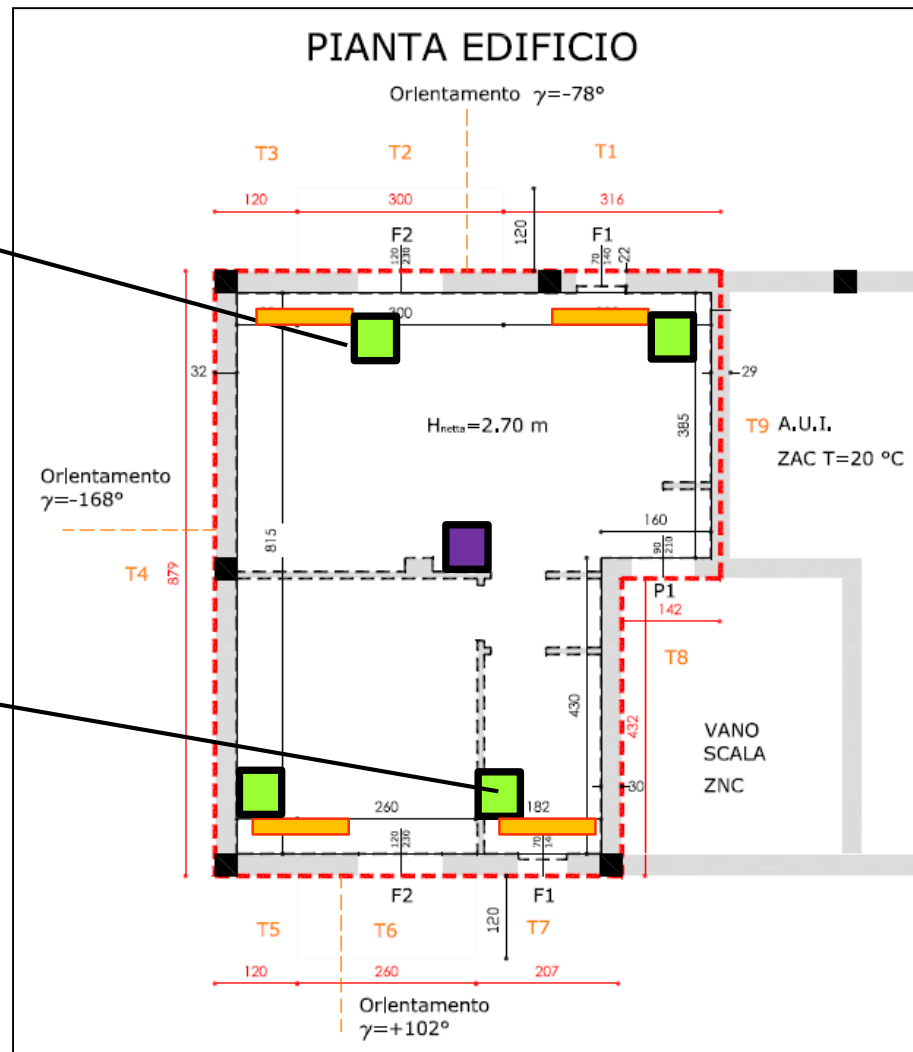 PIANTA EDIFICIO
Orientamento γ=-78°
T3
T2
T1
120
300
316
120
F2
F1
120
230
70
140
22
300
32
29
Hnetta=2.70 m
385
T9
A.U.I.
ZAC T=20 °C
Orientamento
γ=-168°
815
160
90
210
T4
879
P1
142
T8
430
432
VANO
SCALA
ZNC
30
260
182
120
230
70
F2
F1
120
T5
T6
T7
120
260
207
Orientamento
γ=+102°